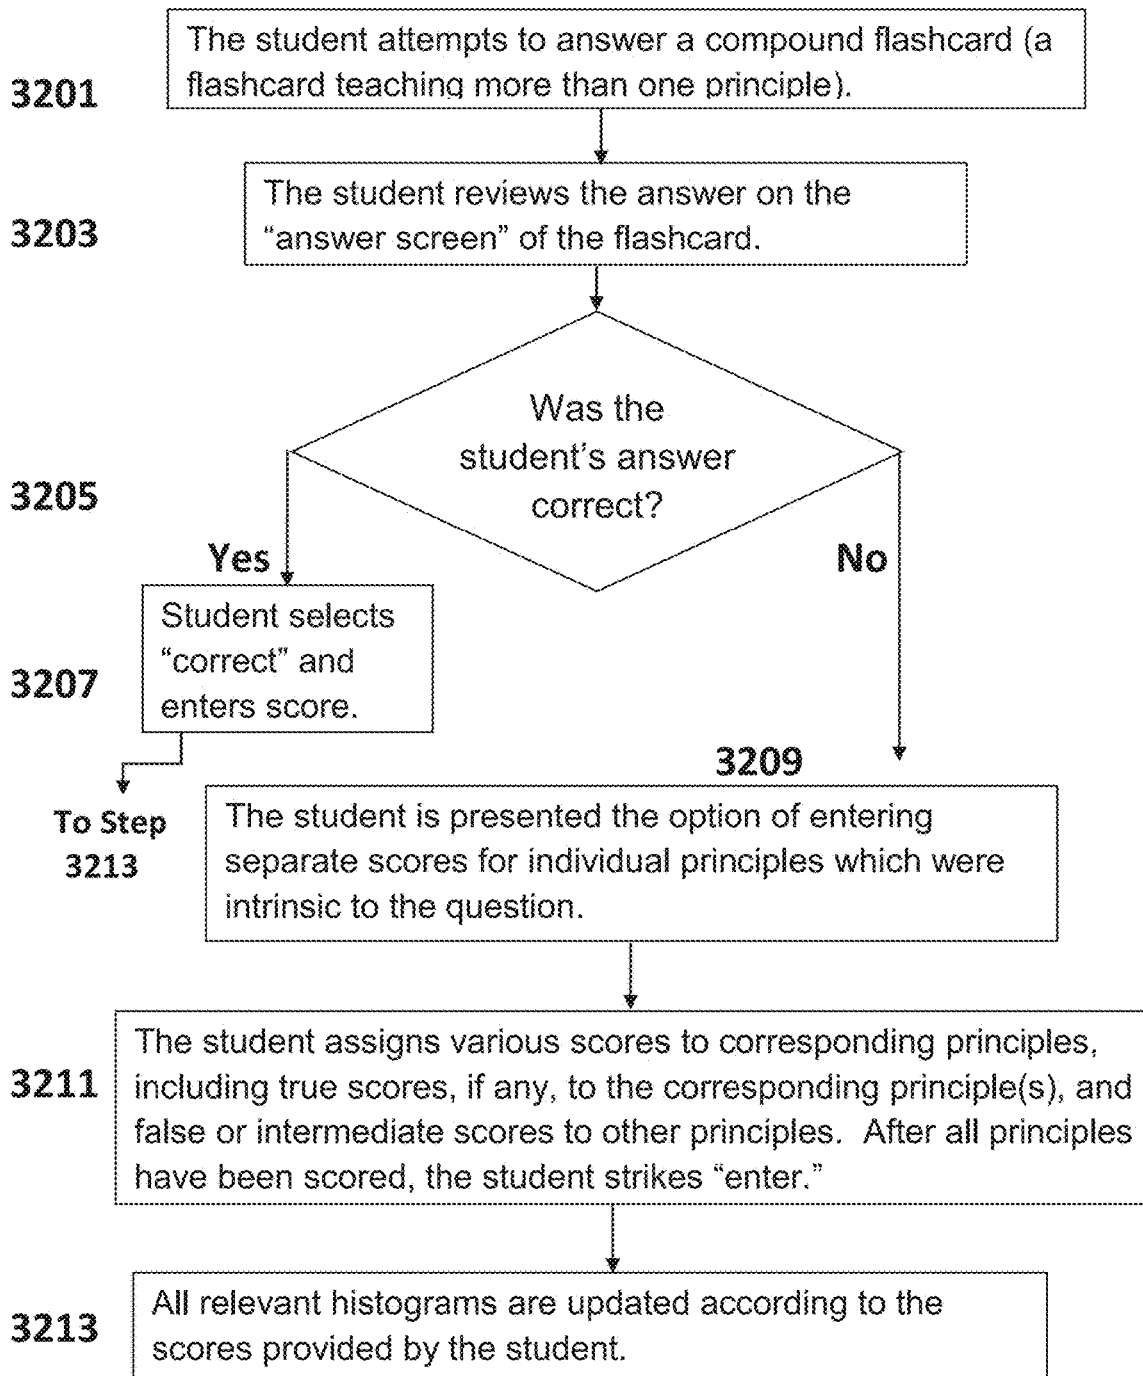 The student attempts to answer a compound flashcard (a
flashcard teaching more than one principle).
3201
The student reviews the answer on the
“answer screen” of the flashcard.
3203
Was the
student’s answer
correct?
3205
Yes
No
Student selects
“correct” and
enters score.
3207
To Step
3213
3209
The student is presented the option of entering
separate scores for individual principles which were
intrinsic to the question.
The student assigns various scores to corresponding principles,
including true scores, if any, to the corresponding principle(s), and
false or intermediate scores to other principles.  After all principles
have been scored, the student strikes “enter.”
3211
All relevant histograms are updated according to the
scores provided by the student.
3213